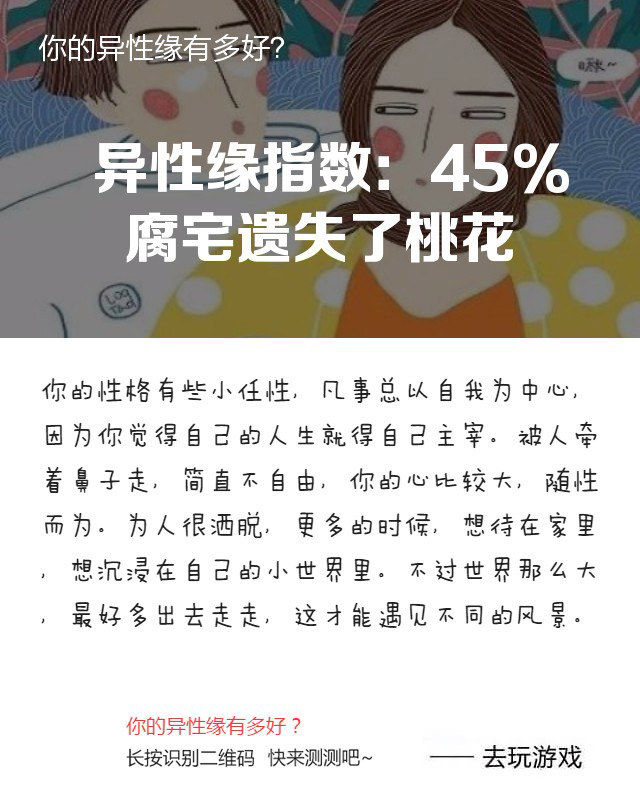 你的异性缘有多好?
瞅~
异性缘指数：45%
腐宅遗失了桃花
你的性格有些小任性，凡事总以自我为中心，
因为你觉得自己的人生就得自己主宰。被人牵
着鼻子走，简直不自由，你的心比较大，随性
而为。为人很洒脱，更多的时候，想待在家里
，想沉浸在自己的小世界里。不过世界那么大
，最好多出去走走，这才能遇见不同的风景。
你的异性缘有多好？
长按识别二维码 快来测测吧~
—— 去玩游戏